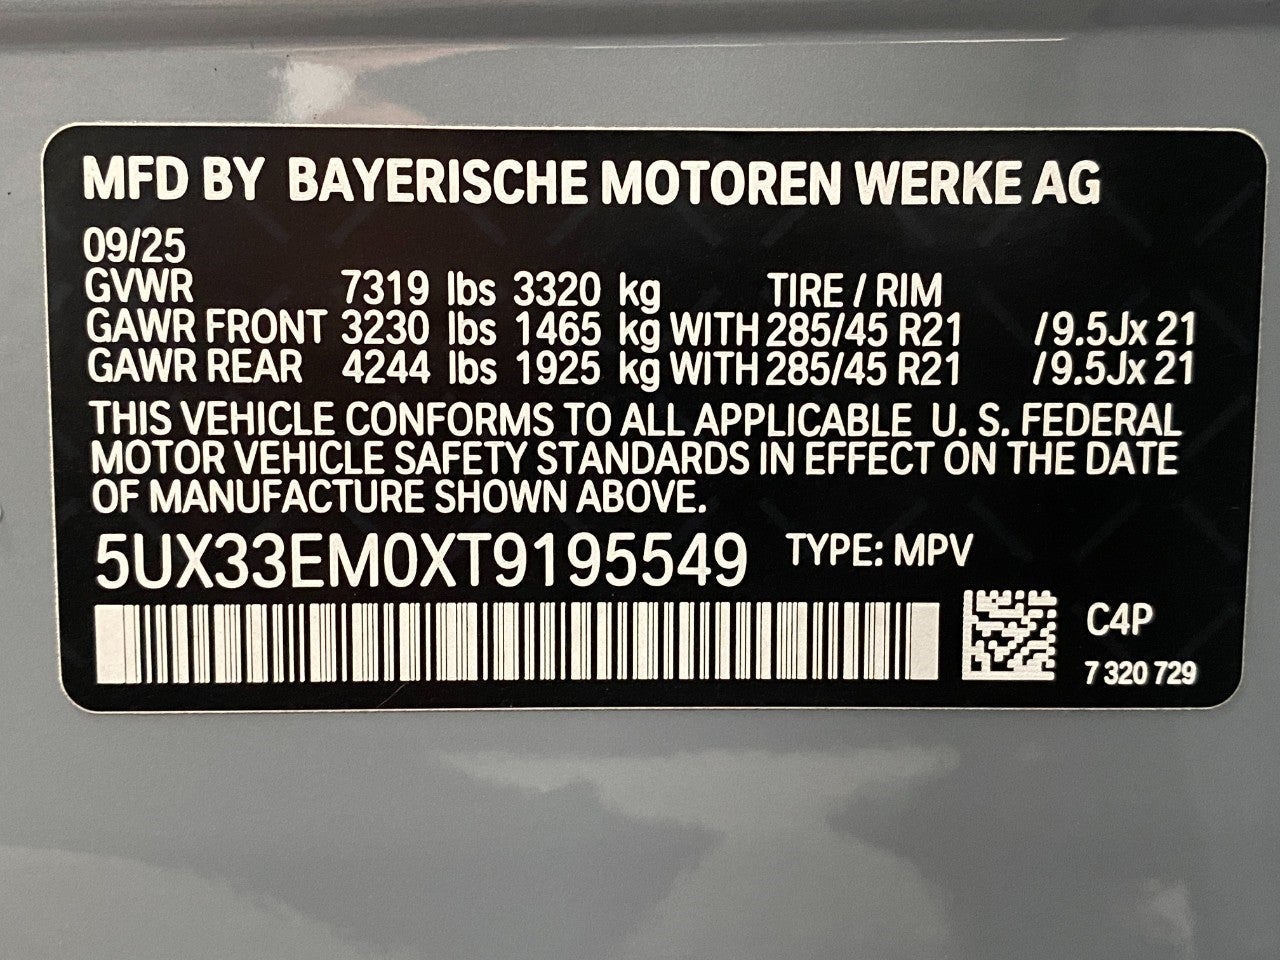 MFD BY BAYERISCHE MOTOREN WERKE AG
09/25
GVWR 7319 lbs 3320 kg TIRE / RIM
GAWR FRONT 3230 lbs 1465 kg WITH 285/45 R21 /9.5Jx 21
GAWR REAR 4244 lbs 1925 kg WITH 285/45 R21 /9.5Jx 21
THIS VEHICLE CONFORMS TO ALL APPLICABLE U. S. FEDERAL
MOTOR VEHICLE SAFETY STANDARDS IN EFFECT ON THE DATE
OF MANUFACTURE SHOWN ABOVE.
5UX33EM0XT9195549 TYPE: MPV
C4P
7 320 729